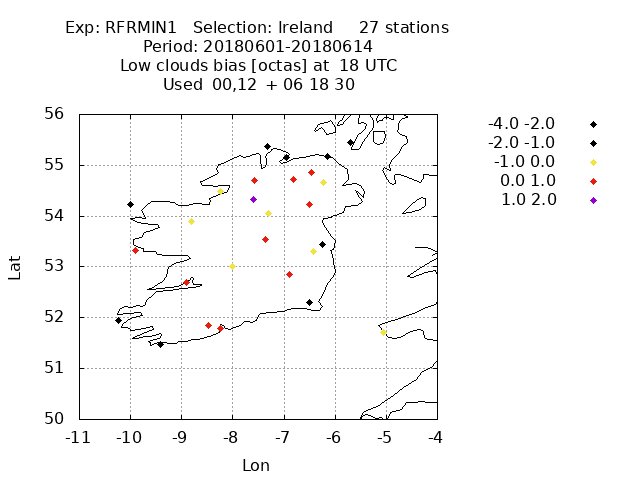 Exp: RFRMIN1   Selection: Ireland     27 stations
Period: 20180601-20180614
Low clouds bias [octas] at  18 UTC
Used  00,12  + 06 18 30
-4.0 -2.0
-2.0 -1.0
-1.0 0.0
0.0 1.0
1.0 2.0
56
55
54
53
52
51
50
Lat
-11 -10 -9 -8 -7 -6 -5 -4
Lon